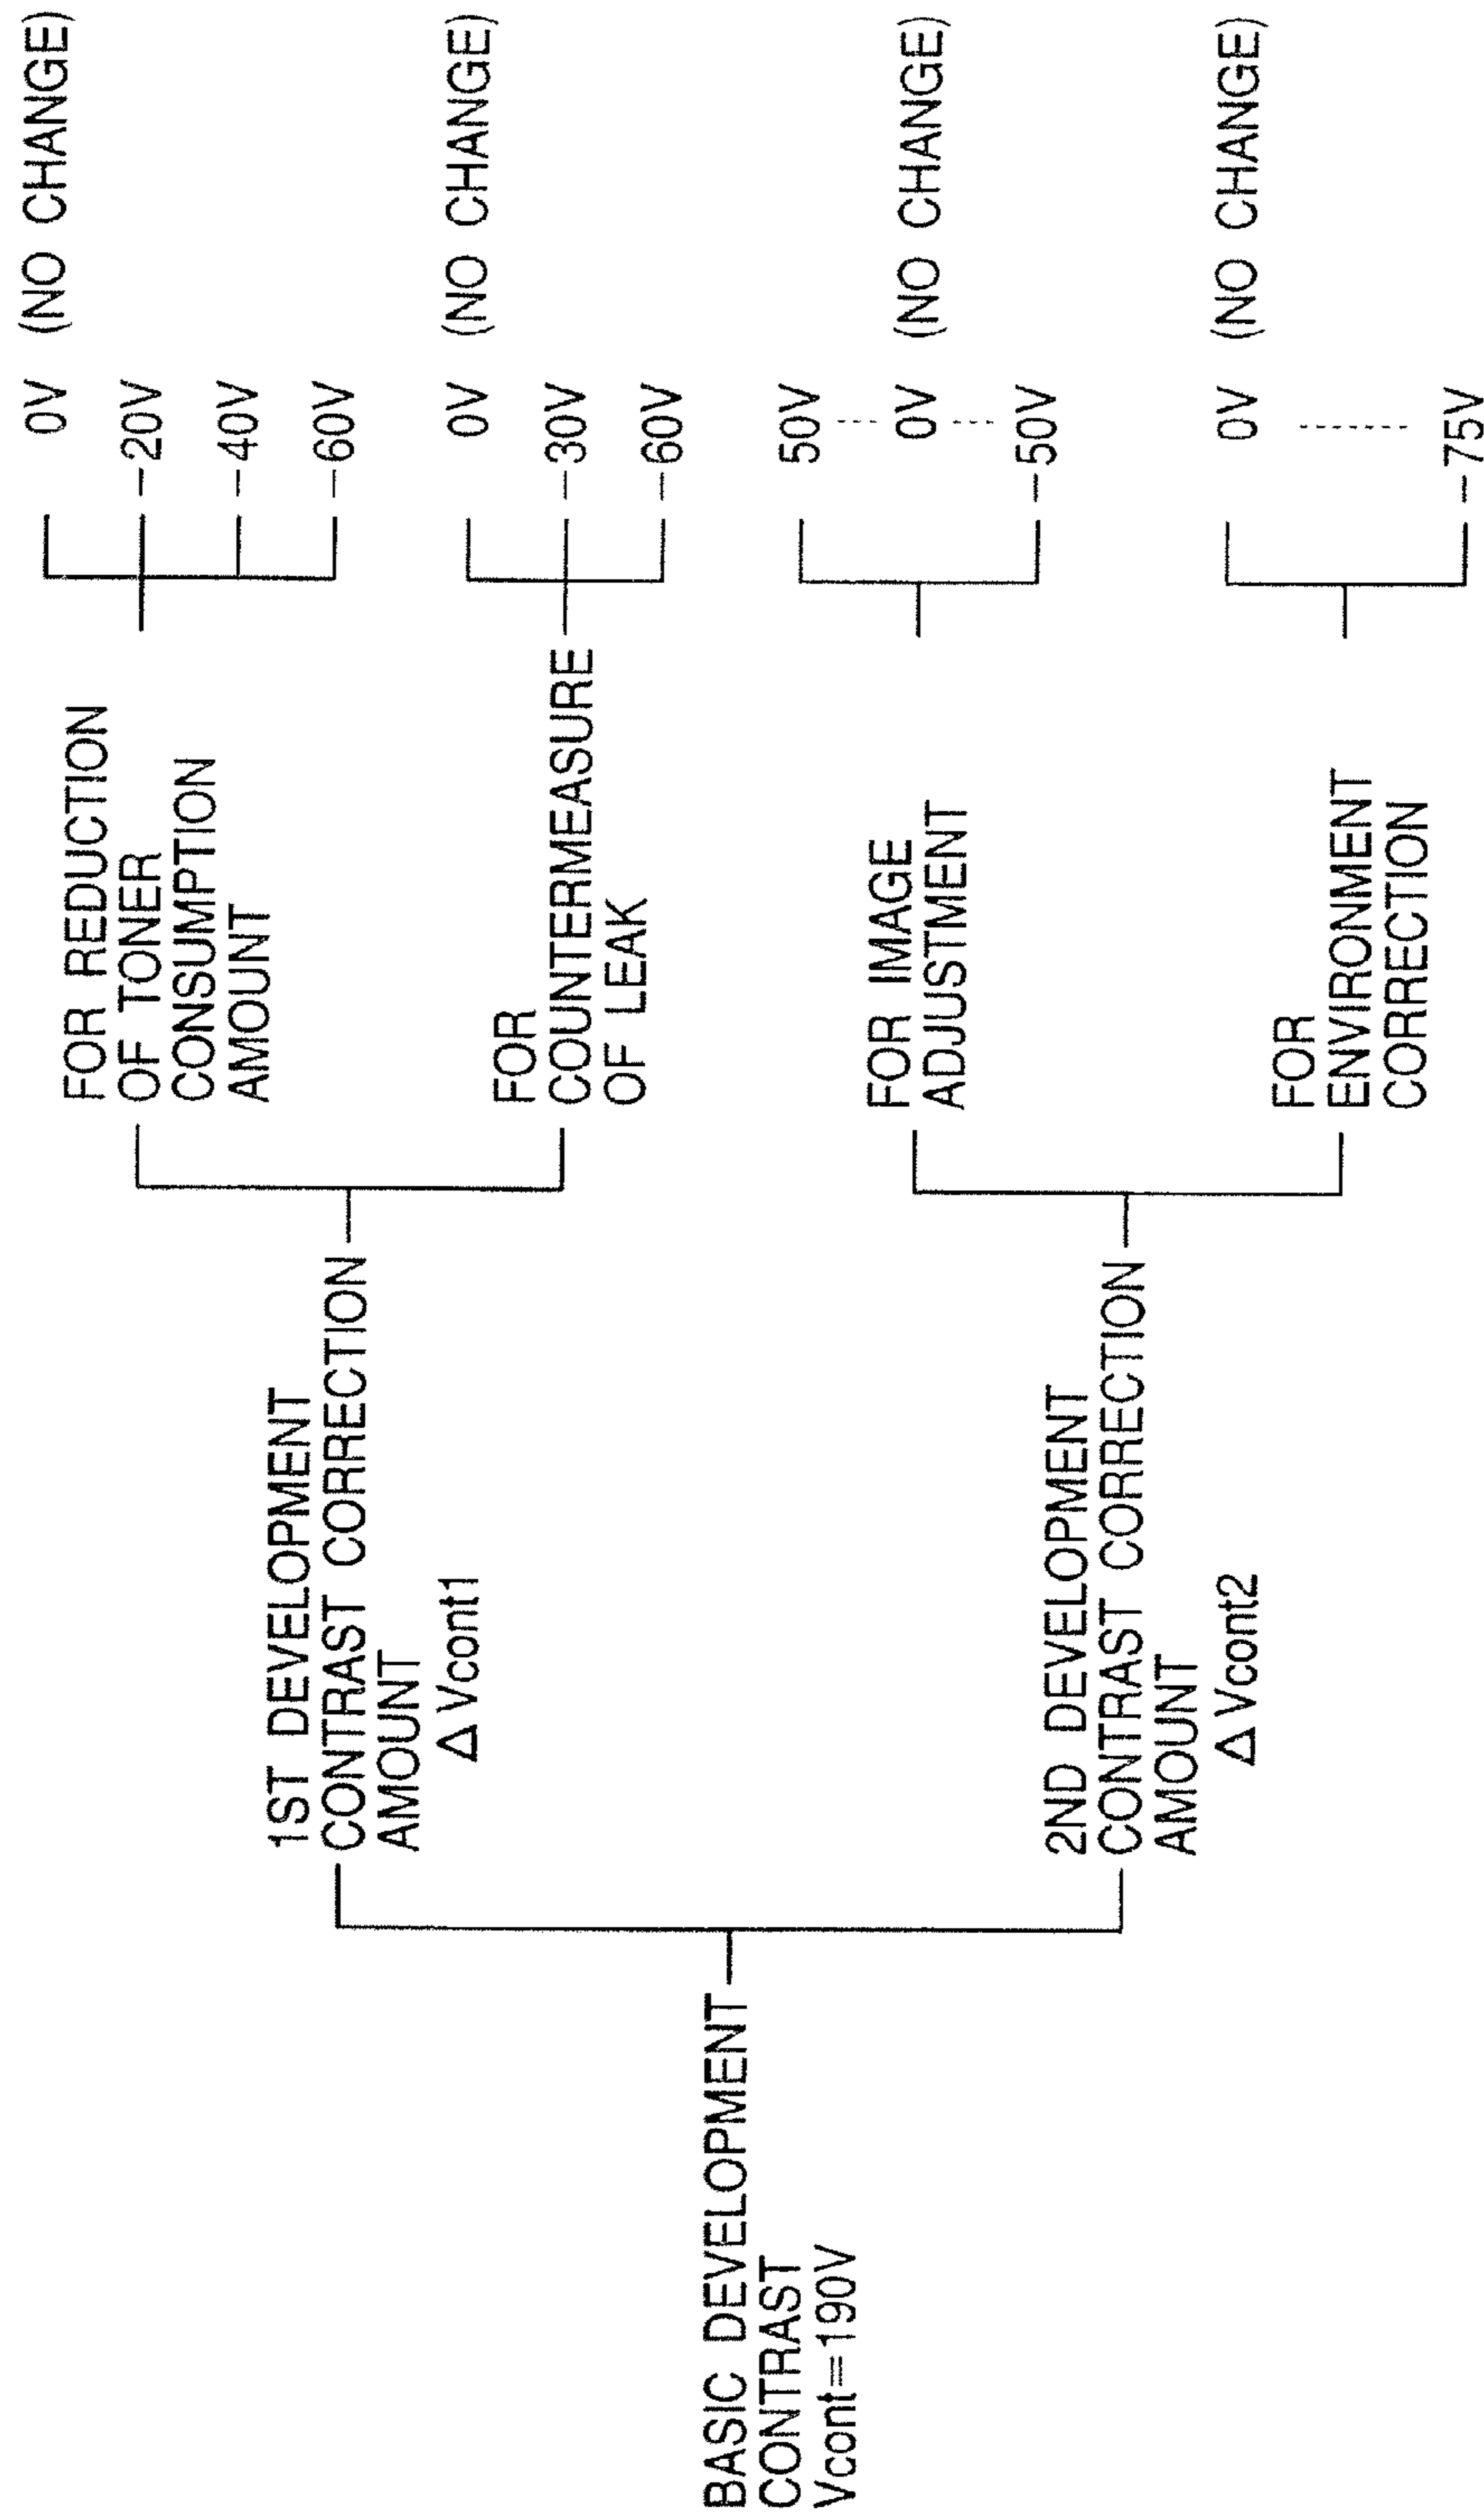 BASIC DEVELOPMENT
CONTRAST
Vcont=190V
1ST DEVELOPMENT
CONTRAST CORRECTION
AMOUNT
Δ Vcont1
FOR REDUCTION
OF TONER
CONSUMPTION
AMOUNT
0V (NO CHANGE)
-20V
-40V
-60V
FOR
COUNTERMEASURE
OF LEAK
0V (NO CHANGE)
-30V
-60V
2ND DEVELOPMENT
CONTRAST CORRECTION
AMOUNT
Δ Vcont2
FOR IMAGE
ADJUSTMENT
50V
0V (NO CHANGE)
-50V
FOR
ENVIRONMENT
CORRECTION
0V (NO CHANGE)
-75V